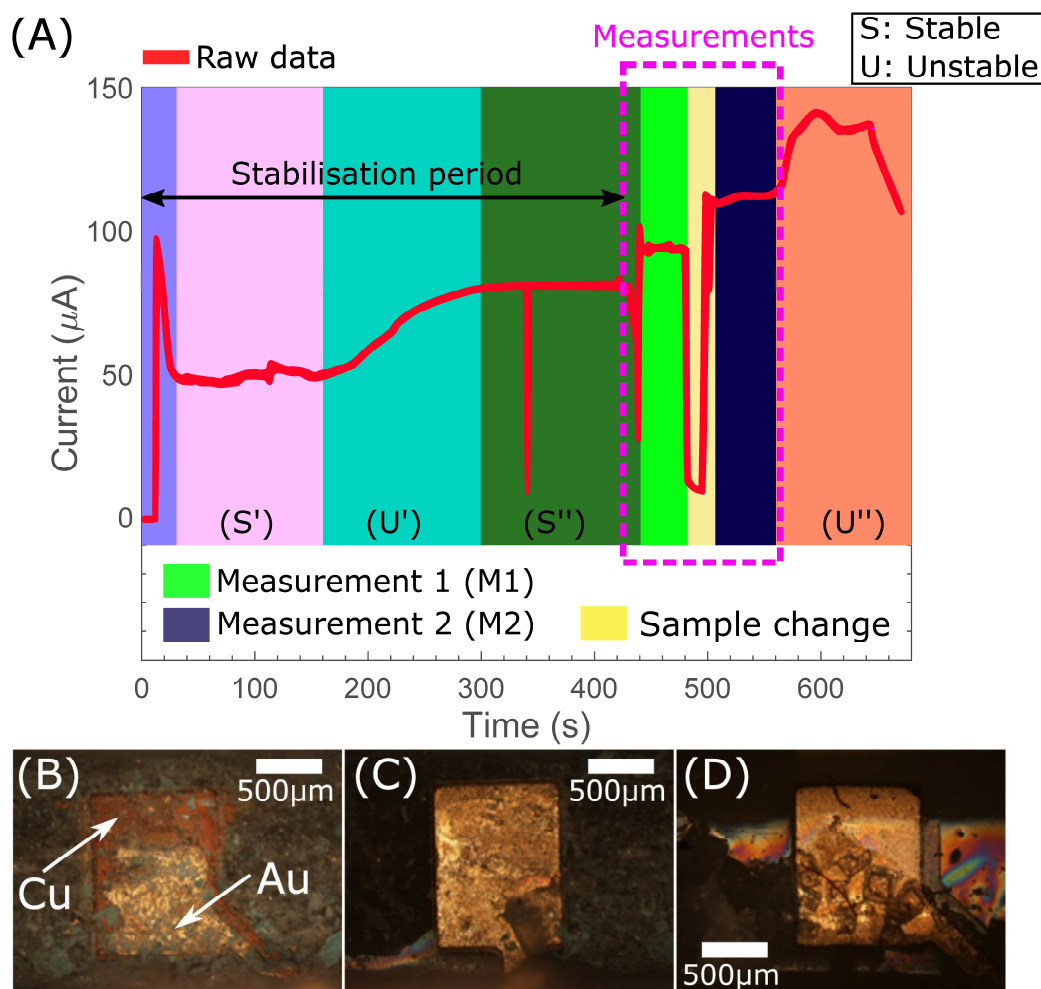 (A)
Measurements
S: Stable
U: Unstable
Raw data
150
100
50
0
Current (μA)
Stabilisation period
(S')
(U')
(S'')
(U'')
Measurement 1 (M1)
Measurement 2 (M2)
Sample change
0
100
200
300
400
500
600
Time (s)
(B)
500μm
Cu
Au
(C)
500μm
(D)
500μm